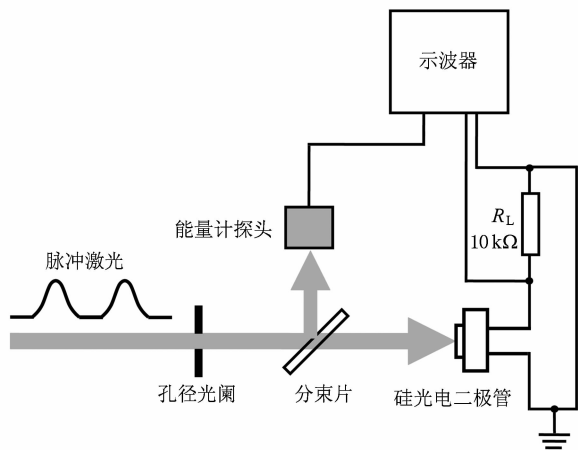 示波器
R_L
10 kΩ
能量计探头
脉冲激光
孔径光阑
分束片
硅光电二极管